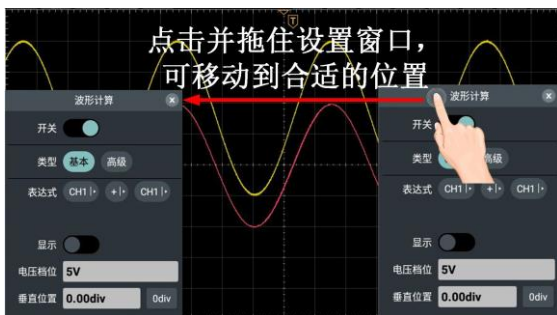 T
点击并拖住设置窗口，
可移动到合适的位置
波形计算
开关
类型 基本 高级
表达式 CH1 + CH1
显示
电压档位 5V
垂直位置 0.00div 0div
波形计算
开关
类型 高级
表达式 CH1 + CH1
显示
电压档位 5V
垂直位置 0.00div 0div